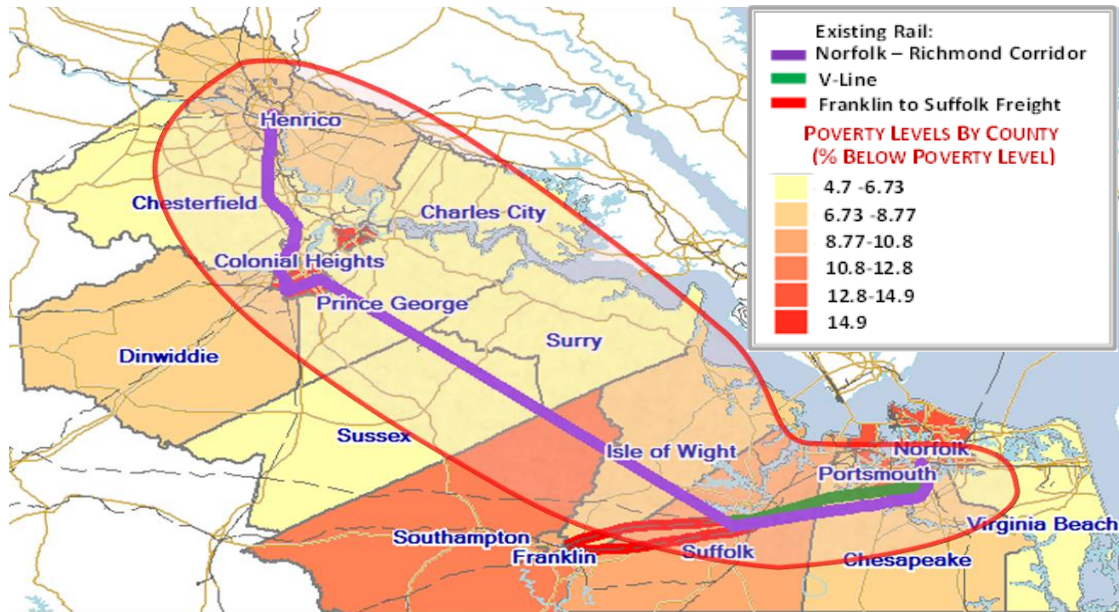 Existing Rail:
Norfolk – Richmond Corridor
V-Line
Franklin to Suffolk Freight
POVERTY LEVELS BY COUNTY
(% BELOW POVERTY LEVEL)
4.7 -6.73
6.73 -8.77
8.77-10.8
10.8-12.8
12.8-14.9
14.9
Henrico
Chesterfield
Charles City
Colonial Heights
Prince George
Surry
Dinwiddie
Sussex
Isle of Wight
Norfolk
Portsmouth
Virginia Beach
Southampton
Franklin
Suffolk
Chesapeake